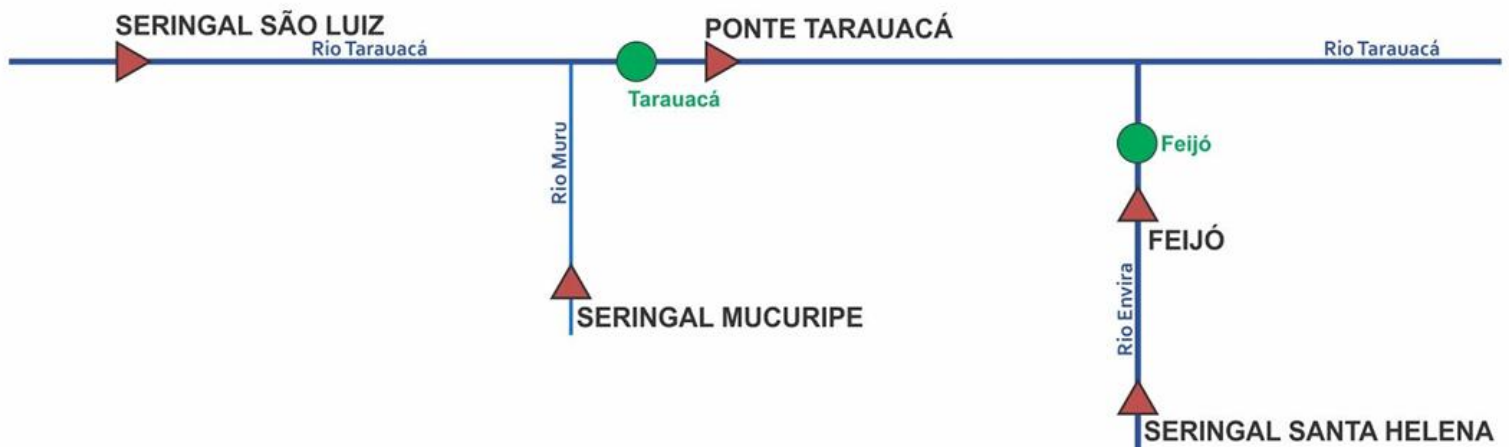 SERINGAL SÃO LUIZ
PONTE TARAUACÁ
Rio Tarauacá
Rio Tarauacá
Tarauacá
Feijó
Rio Muru
FEIJÓ
Rio Envira
SERINGAL MUCURIPE
SERINGAL SANTA HELENA